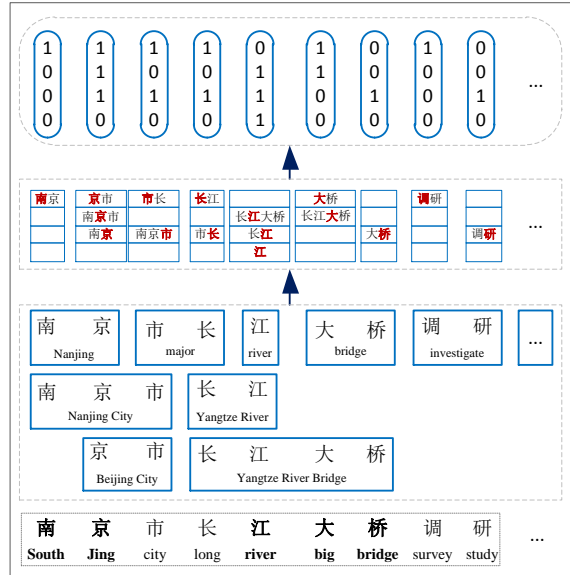 1 1 1 1 0 1 0 1 0
0 1 0 0 1 1 0 0 0
0 1 1 1 1 0 1 0 1
0 0 0 0 1 0 0 0 0
...
南京 京市 市长 长江 大桥 调研
南京市 长江大桥 长江大桥
南京 南京市 市长 长江 大桥 调研
江
...
南 京 市 长 江 大 桥 调 研 ...
Nanjing major river bridge investigate
南 京 市 长 江
Nanjing City Yangtze River
京 市 长 江 大 桥
Beijing City Yangtze River Bridge
南 京 市 长 江 大 桥 调 研
South Jing city long river big bridge survey study
...